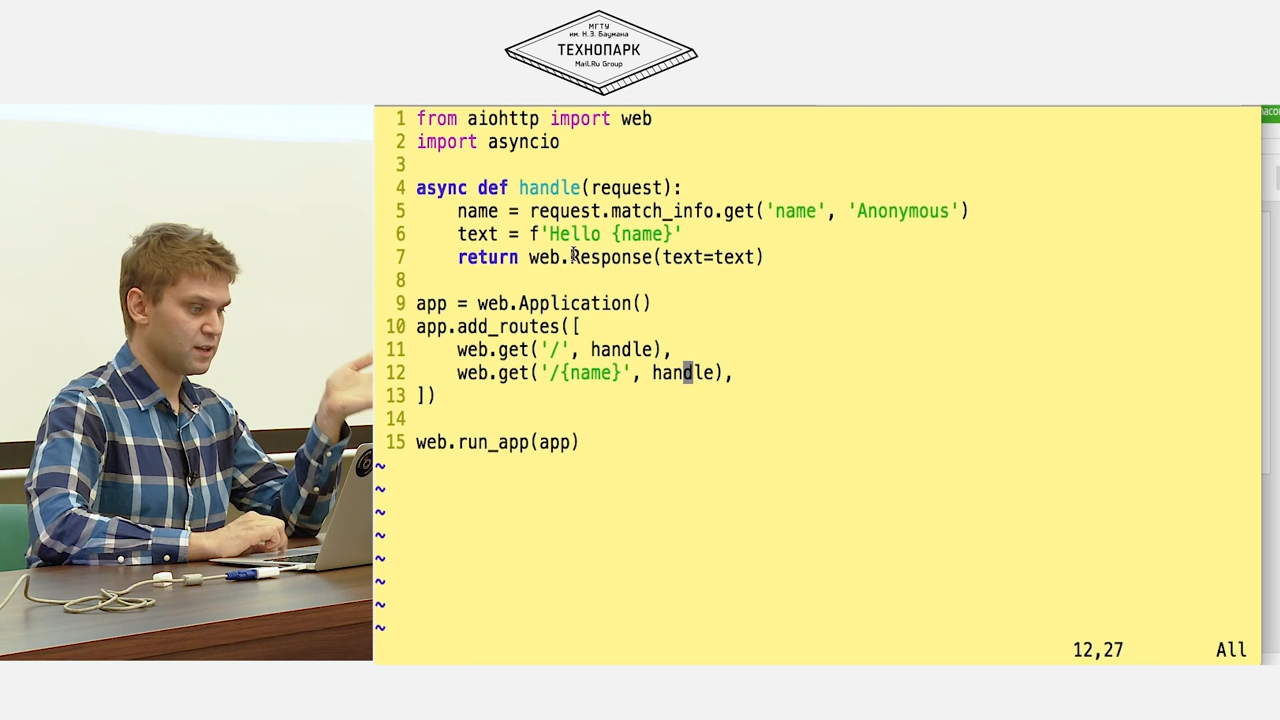 МГТУ
им. Н.Э. Баумана
ТЕХНОПАРК
Mail.Ru Group
1 from aiohttp import web
2 import asyncio
3
4 async def handle(request):
5     name = request.match_info.get('name', 'Anonymous')
6     text = f'Hello {name}'
7     return web.Response(text=text)
8
9 app = web.Application()
10 app.add_routes([
11     web.get('/', handle),
12     web.get('/{name}', handle),
13 ])
14
15 web.run_app(app)
~
~
~
~
~
~
~
~
12,27 All